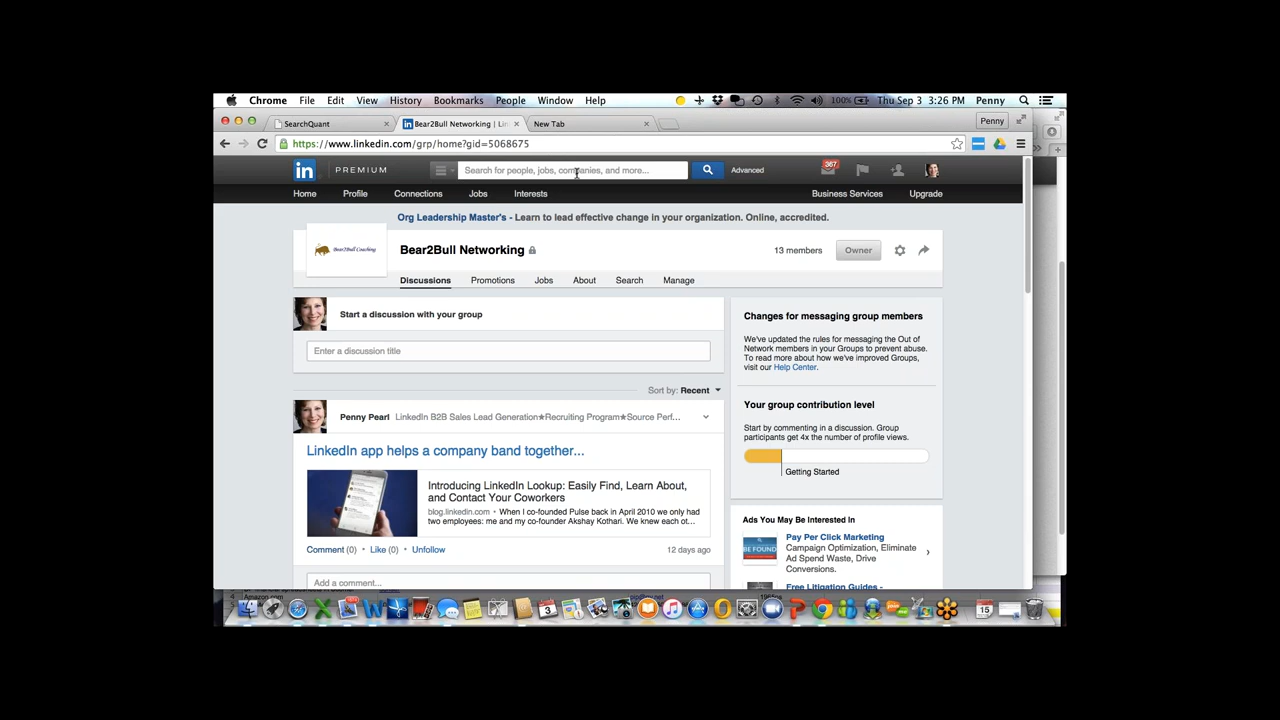 Chrome File Edit View History Bookmarks People Window Help 100% Thu Sep 3 3:26 PM Penny
SearchQuant Bear2Bull Networking | Lin New Tab Penny
https://www.linkedin.com/grp/home?gid=5068675
in PREMIUM Search for people, jobs, companies, and more... Advanced 367
Home Profile Connections Jobs Interests Business Services Upgrade
Org Leadership Master's - Learn to lead effective change in your organization. Online, accredited.
Bear2Bull Coaching Bear2Bull Networking 13 members Owner
Discussions Promotions Jobs About Search Manage
Start a discussion with your group
Enter a discussion title
Sort by: Recent
Penny Pearl LinkedIn B2B Sales Lead Generation★Recruiting Program★Source Perf...
LinkedIn app helps a company band together...
Introducing LinkedIn Lookup: Easily Find, Learn About,
and Contact Your Coworkers
blog.linkedin.com • When I co-founded Pulse back in April 2010 we only had
two employees: me and my co-founder Akshay Kothari. We knew each ot...
Comment (0) • Like (0) • Unfollow 12 days ago
Add a comment...
Changes for messaging group members
We've updated the rules for messaging the Out of
Network members in your Groups to prevent abuse.
To read more about how we've improved Groups,
visit our Help Center.
Your group contribution level
Start by commenting in a discussion. Group
participants get 4x the number of profile views.
Getting Started
Ads You May Be Interested In
BE FOUND
Pay Per Click Marketing
Campaign Optimization, Eliminate
Ad Spend Waste, Drive
Conversions.
Free Litigation Guides -